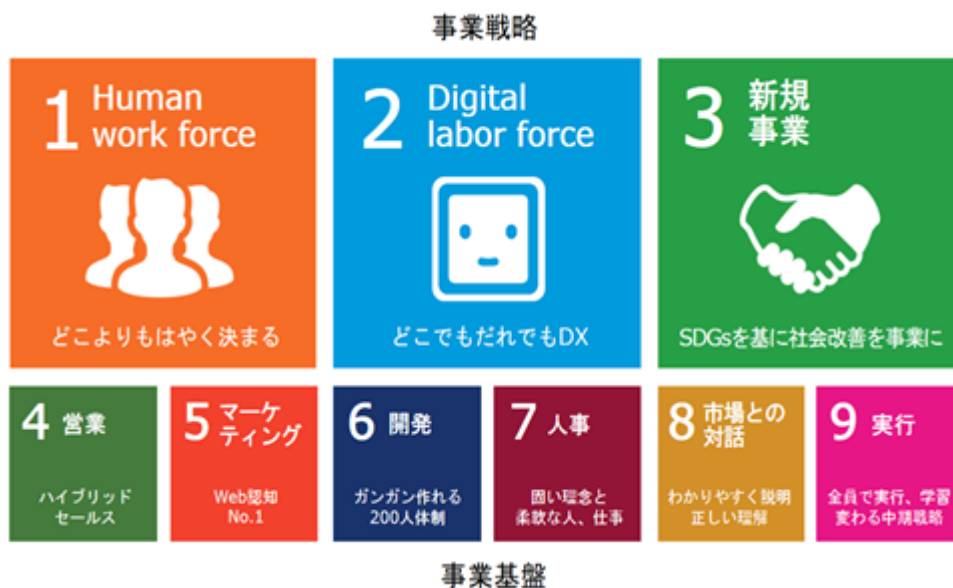 事業戦略
1 Human
work force
どこよりもはやく決まる
2 Digital
labor force
どこでもだれでもDX
3 新規
事業
SDGsを基に社会改善を事業に
4 営業
ハイブリッド
セールス
5 マーケ
ティング
Web認知
No.1
6 開発
ガンガン作れる
200人体制
7 人事
固い理念と
柔軟な人、仕事
8 市場との
対話
わかりやすく説明
正しい理解
9 実行
全員で実行、学習
変わる中期戦略
事業基盤